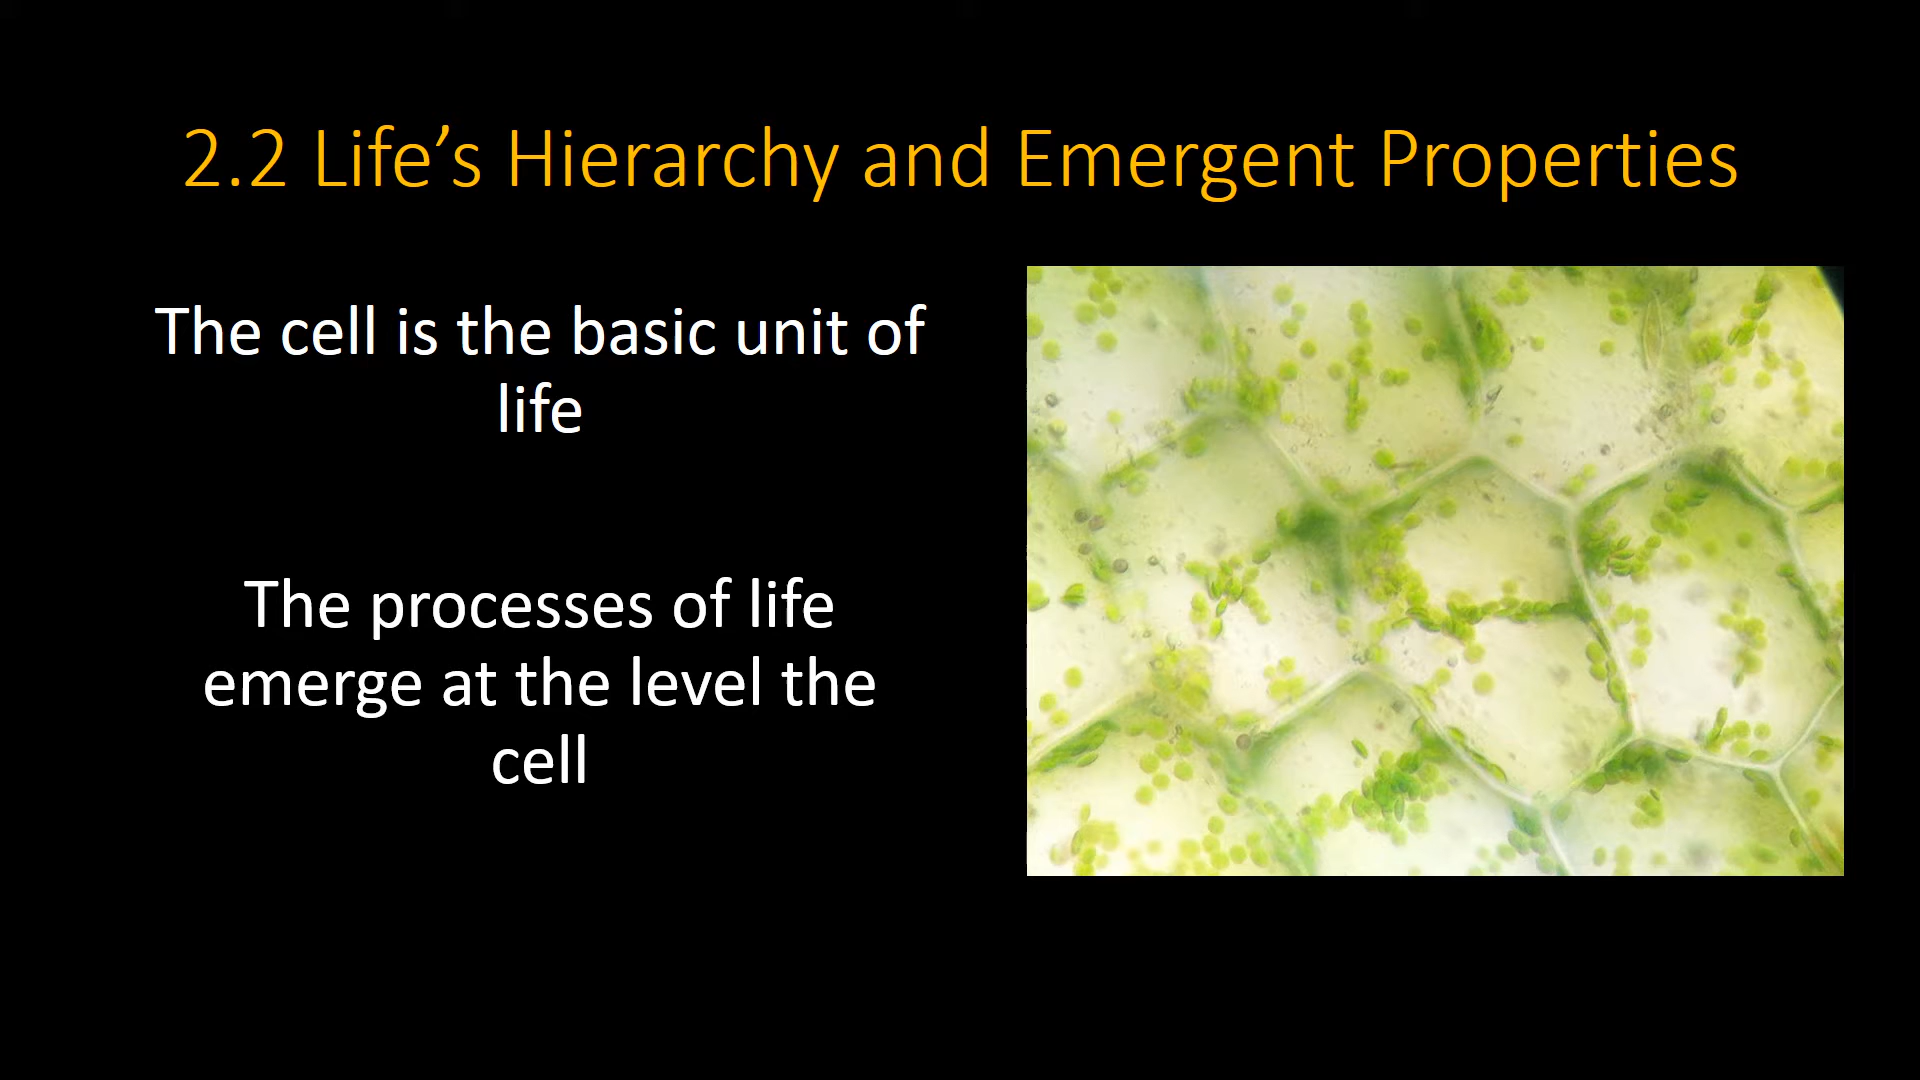 2.2 Life’s Hierarchy and Emergent Properties
The cell is the basic unit of
life
The processes of life
emerge at the level the
cell